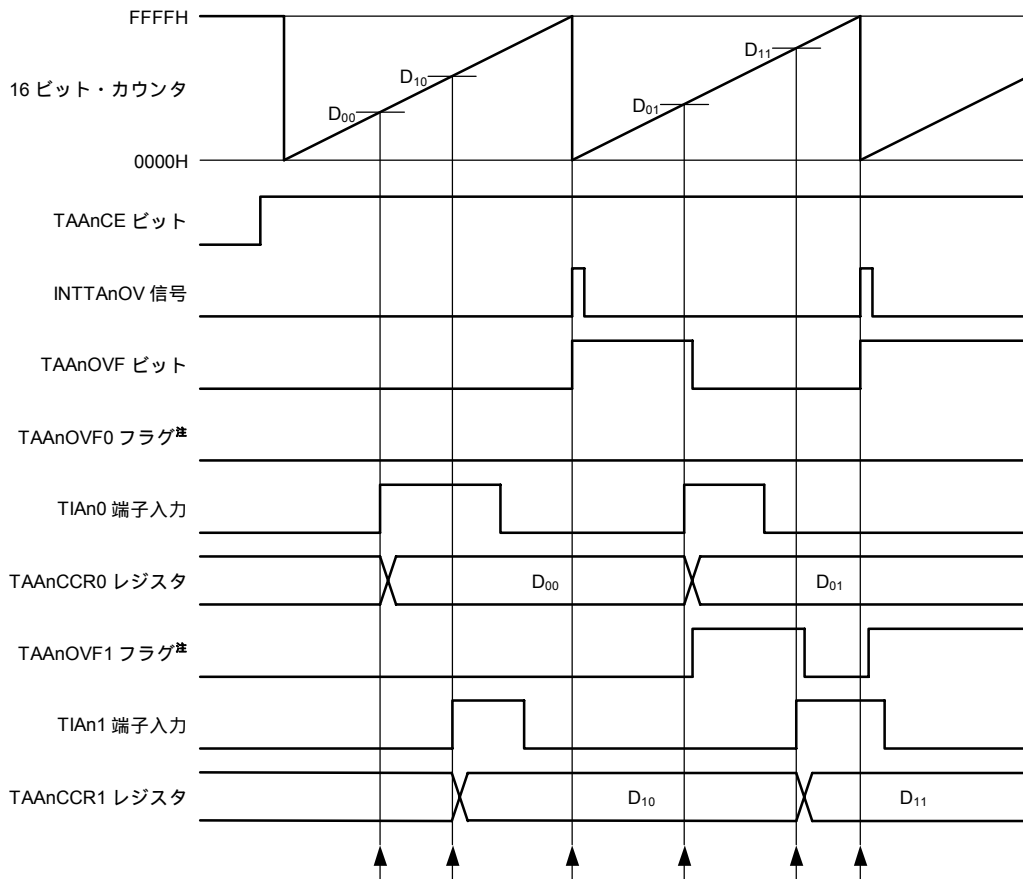 FFFFH
D11
D10
16 ビット・カウンタ
D01
D00
0000H
TAAnCE ビット
INTTAnOV 信号
TAAnOVF ビット
TAAnOVF0 フラグ注
TIAn0 端子入力
TAAnCCR0 レジスタ
D00
D01
TAAnOVF1 フラグ注
TIAn1 端子入力
TAAnCCR1 レジスタ
D10
D11